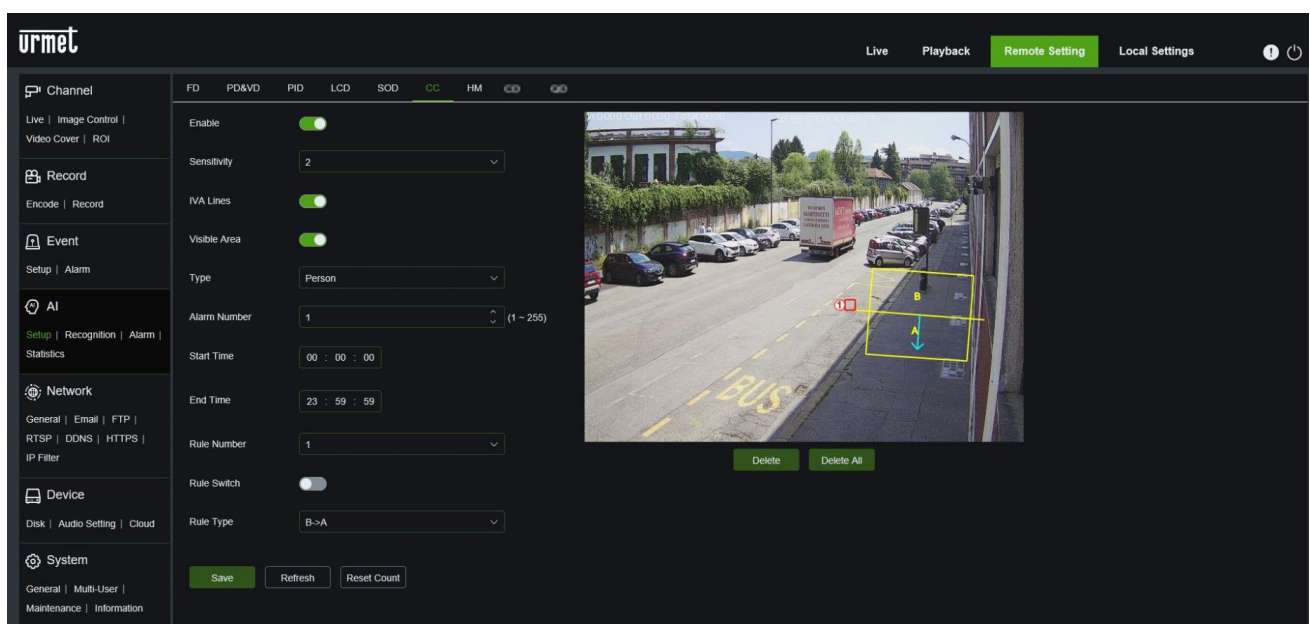 urmet
Live Playback Remote Setting Local Settings
Channel
Live | Image Control |
Video Cover | ROI
Record
Encode | Record
Event
Setup | Alarm
AI
Setup | Recognition | Alarm |
Statistics
Network
General | Email | FTP |
RTSP | DDNS | HTTPS |
IP Filter
Device
Disk | Audio Setting | Cloud
System
General | Multi-User |
Maintenance | Information
FD PD&VD PID LCD SOD CC HM CD QD
Enable
Sensitivity 2
IVA Lines
Visible Area
Type Person
Alarm Number 1 (1 ~ 255)
Start Time 00 : 00 : 00
End Time 23 : 59 : 59
Rule Number 1
Rule Switch
Rule Type B->A
Save Refresh Reset Count
1
B
A
BUS
Delete Delete All